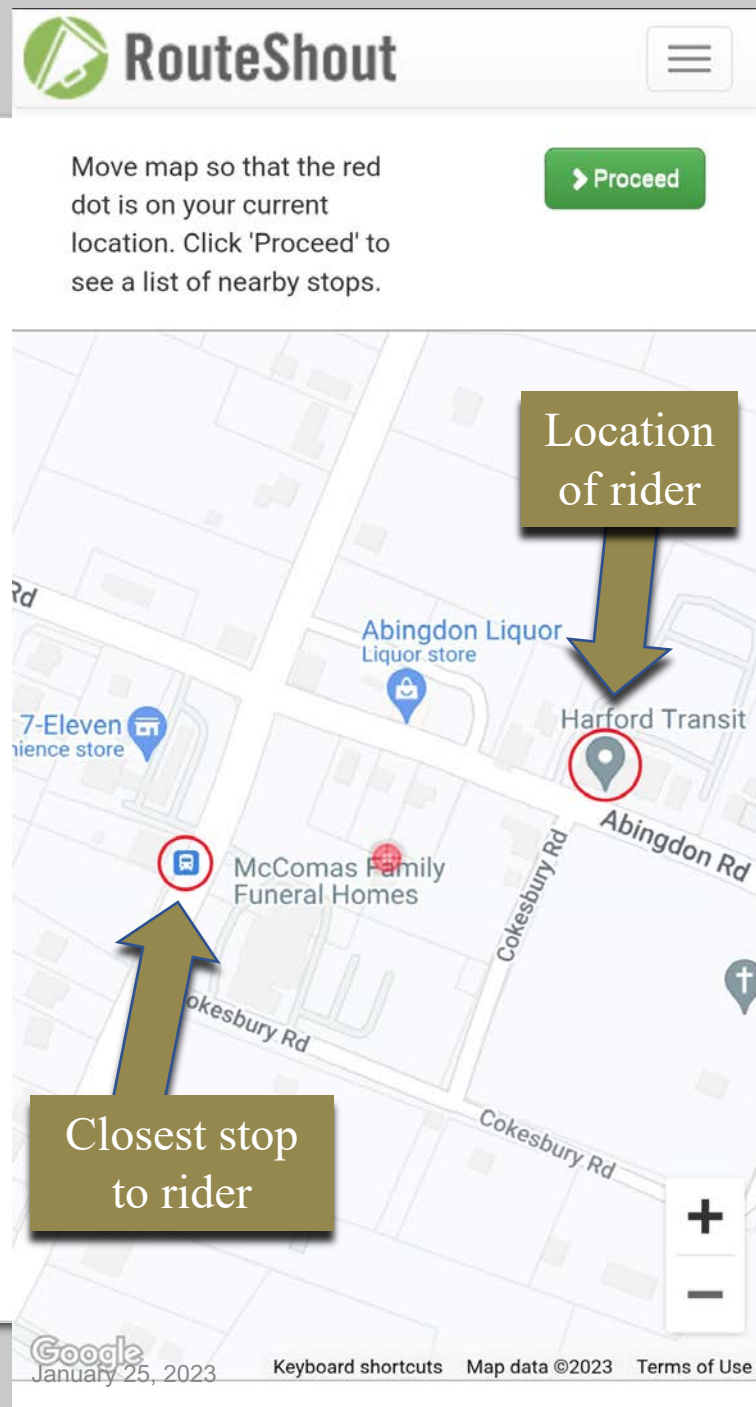 RouteShout
Move map so that the red
dot is on your current
location. Click 'Proceed' to
see a list of nearby stops.
Proceed
Location
of rider
Rd
Abingdon Liquor
Liquor store
7-Eleven
nience store
Harford Transit
Abingdon Rd
McComas Family
Funeral Homes
Cokesbury Rd
okesbury Rd
Closest stop
to rider
Cokesbury Rd
+
−
Google
January 25, 2023
Keyboard shortcuts Map data ©2023 Terms of Use